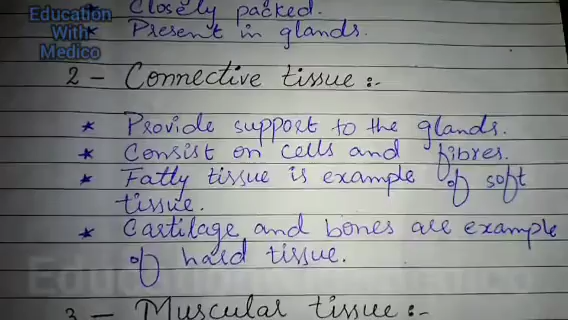 Education
With
Medico
* Closely packed.
* Present in glands.
2 - Connective tissue :-
* Provide support to the glands.
* Consist on cells and fibres.
* Fatty tissue is example of soft
tissue.
* Cartilage and bones are example
of hard tissue.
3 - Muscular tissue :-